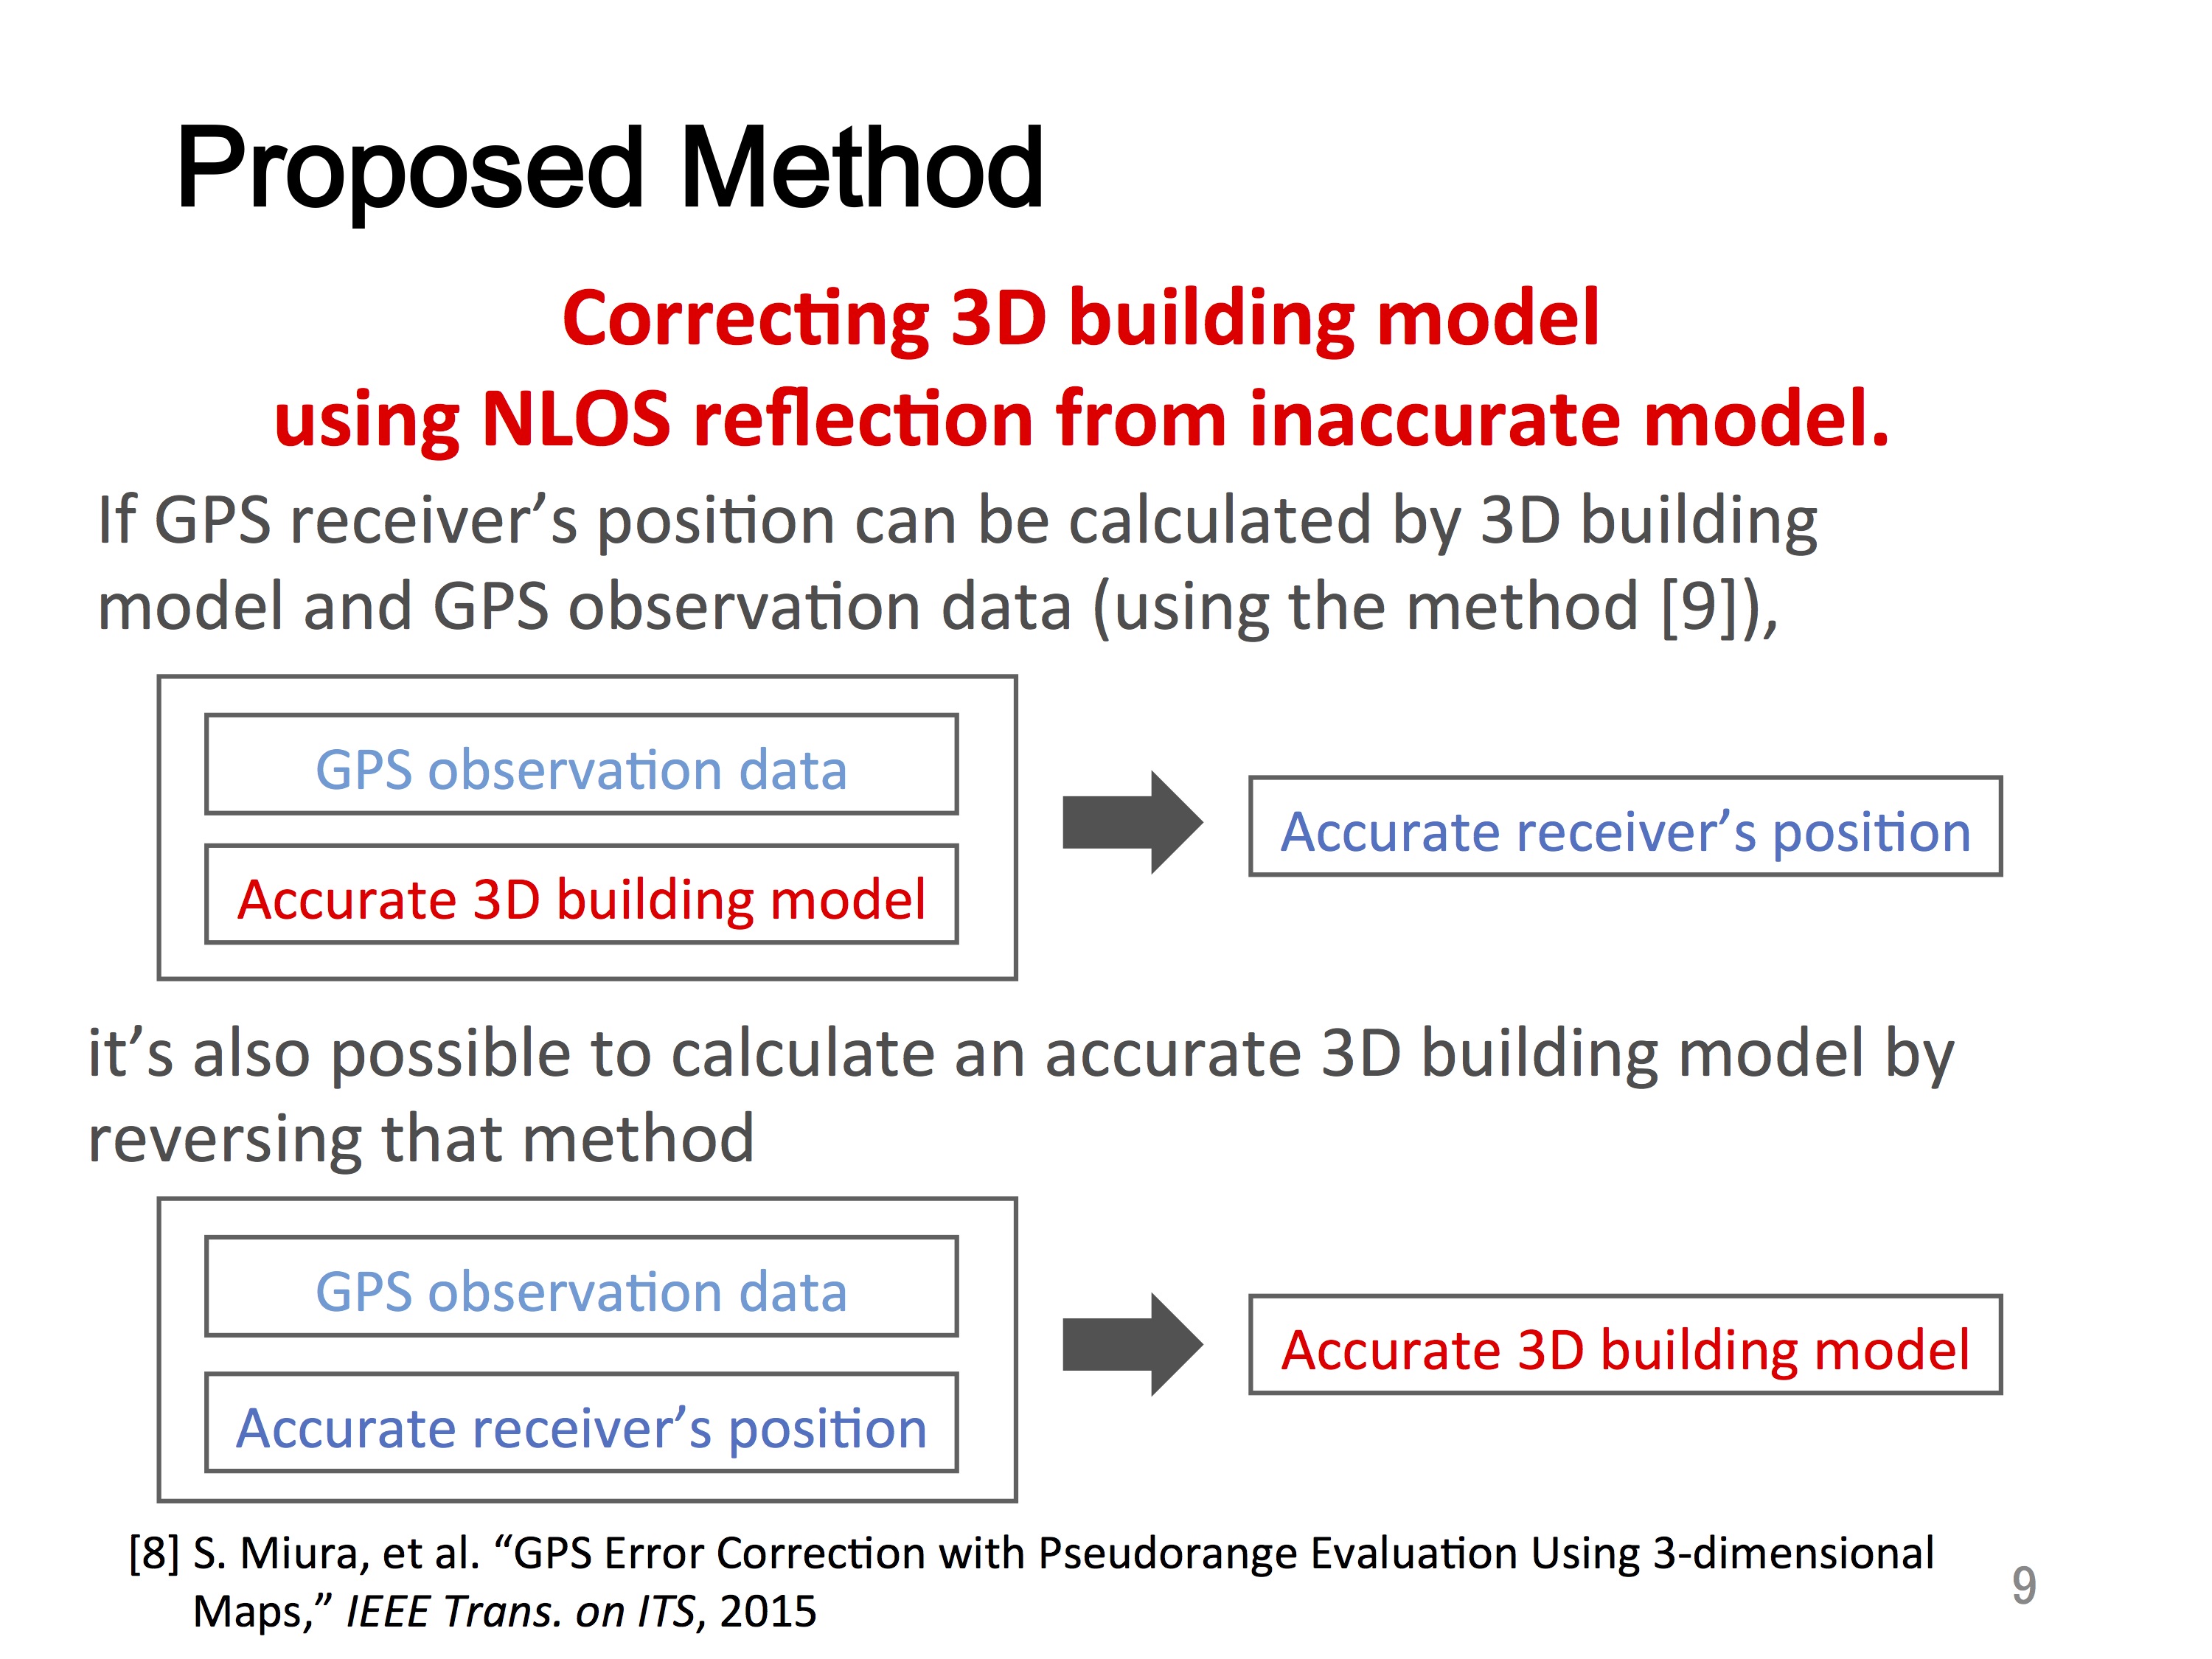 Proposed Method
Correcting 3D building model
using NLOS reflection from inaccurate model.
If GPS receiver’s position can be calculated by 3D building
model and GPS observation data (using the method [9]),
GPS observation data
Accurate 3D building model
Accurate receiver’s position
it’s also possible to calculate an accurate 3D building model by
reversing that method
GPS observation data
Accurate receiver’s position
Accurate 3D building model
[8] S. Miura, et al. “GPS Error Correction with Pseudorange Evaluation Using 3-dimensional
Maps,” IEEE Trans. on ITS, 2015
9